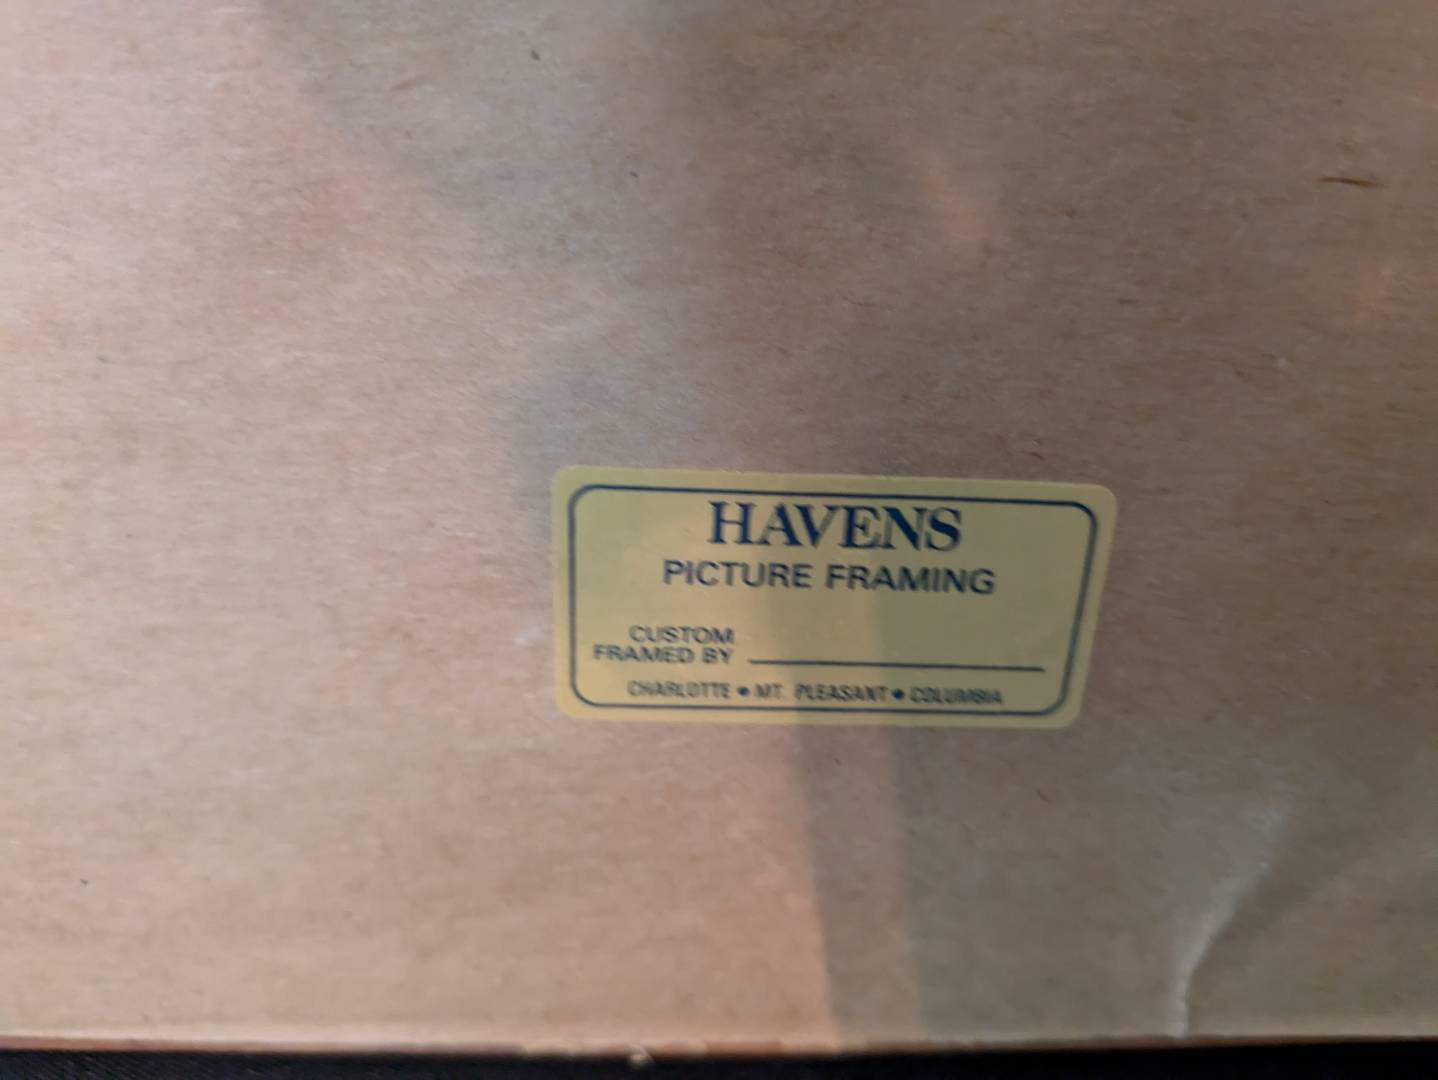 HAVENS
PICTURE FRAMING
CUSTOM
FRAMED BY
CHARLOTTE • MT. PLEASANT • COLUMBIA